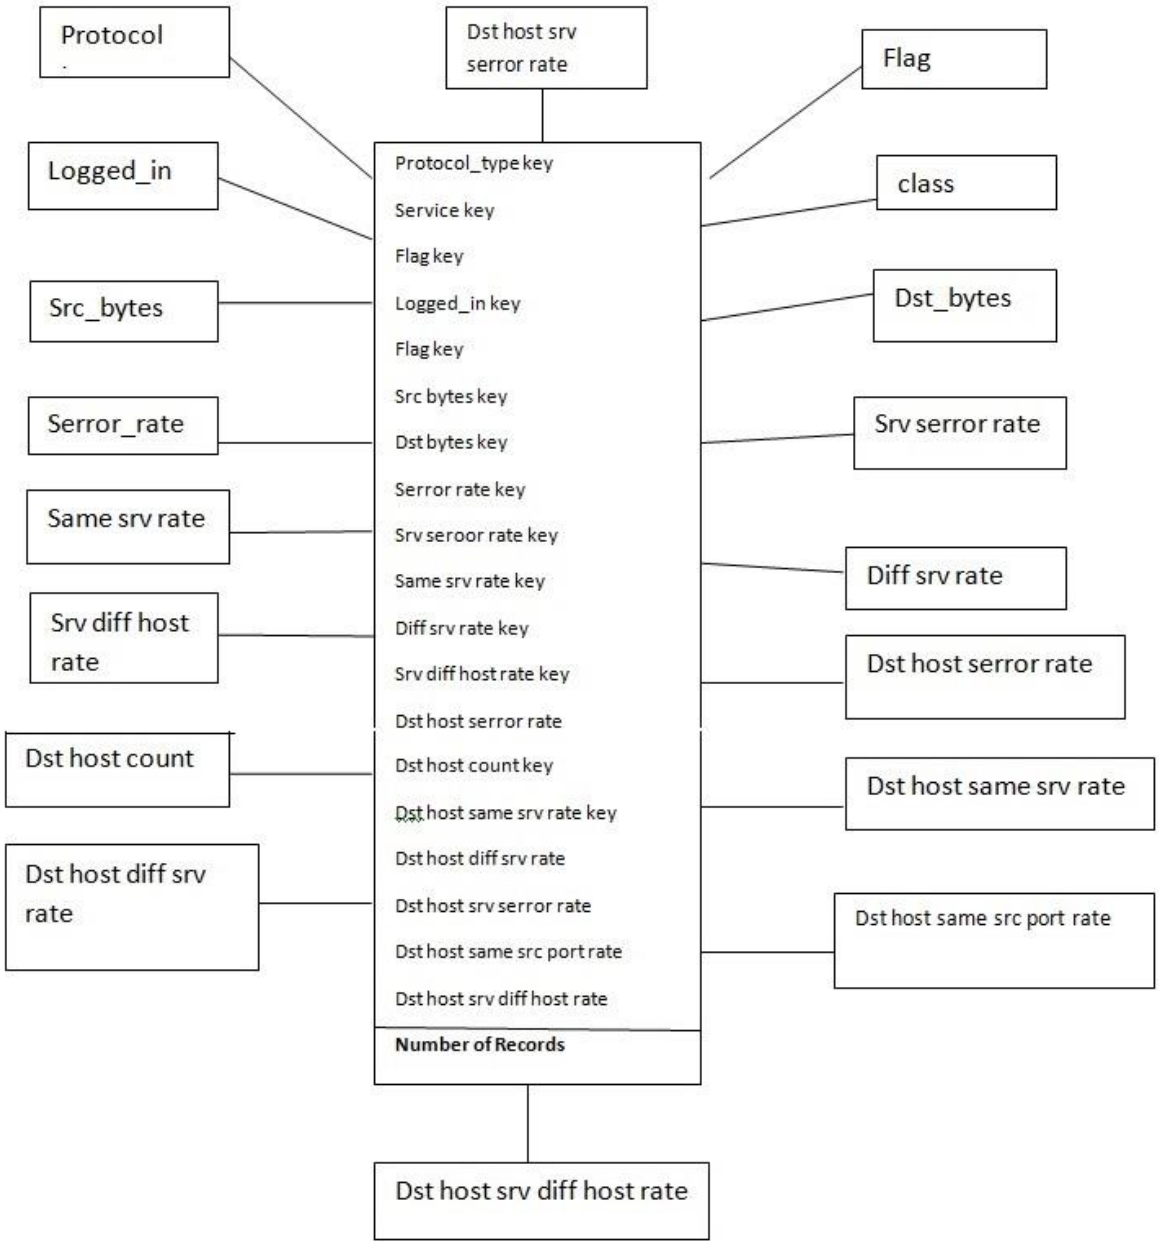 Protocol
.
Dst host srv
serror rate
Flag
Logged_in
class
Src_bytes
Dst_bytes
Serror_rate
Srv serror rate
Same srv rate
Diff srv rate
Srv diff host
rate
Dst host serror rate
Dst host count
Dst host same srv rate
Dst host diff srv
rate
Dst host same src port rate
Protocol_type key
Service key
Flag key
Logged_in key
Flag key
Src bytes key
Dst bytes key
Serror rate key
Srv seroor rate key
Same srv rate key
Diff srv rate key
Srv diff host rate key
Dst host serror rate
Dst host count key
Dst host same srv rate key
Dst host diff srv rate
Dst host srv serror rate
Dst host same src port rate
Dst host srv diff host rate
Number of Records
Dst host srv diff host rate